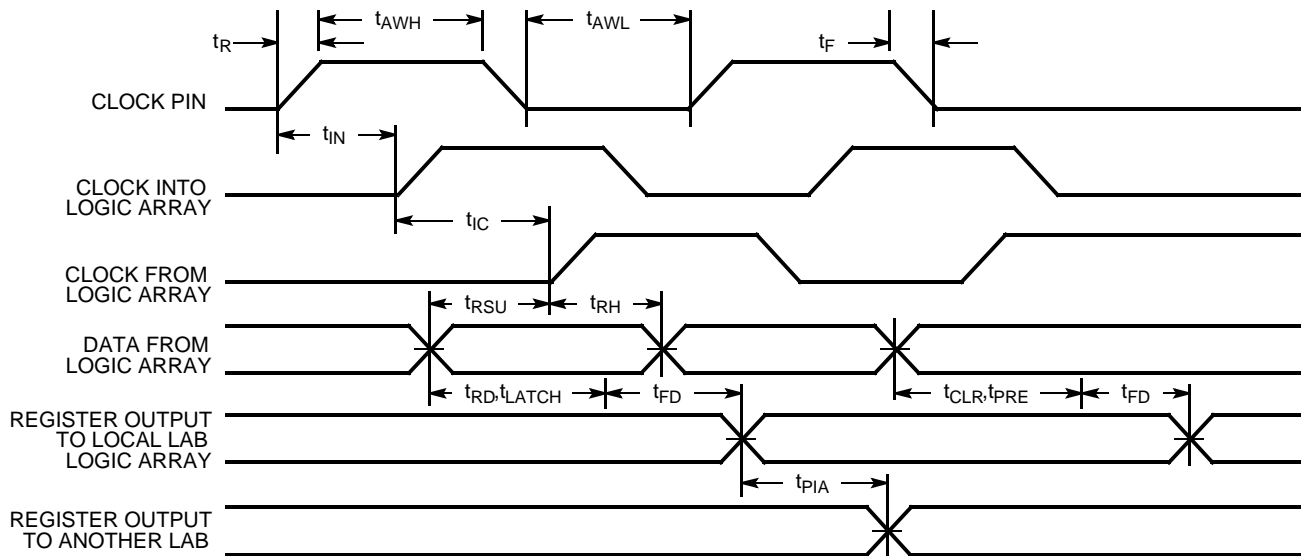 tAWH
tAWL
tR
tF
CLOCK PIN
tIN
CLOCK INTO
LOGIC ARRAY
tIC
CLOCK FROM
LOGIC ARRAY
tRSU
tRH
DATA FROM
LOGIC ARRAY
tRD,tLATCH
tFD
tCLR,tPRE
tFD
REGISTER OUTPUT
TO LOCAL LAB
LOGIC ARRAY
tPIA
REGISTER OUTPUT
TO ANOTHER LAB